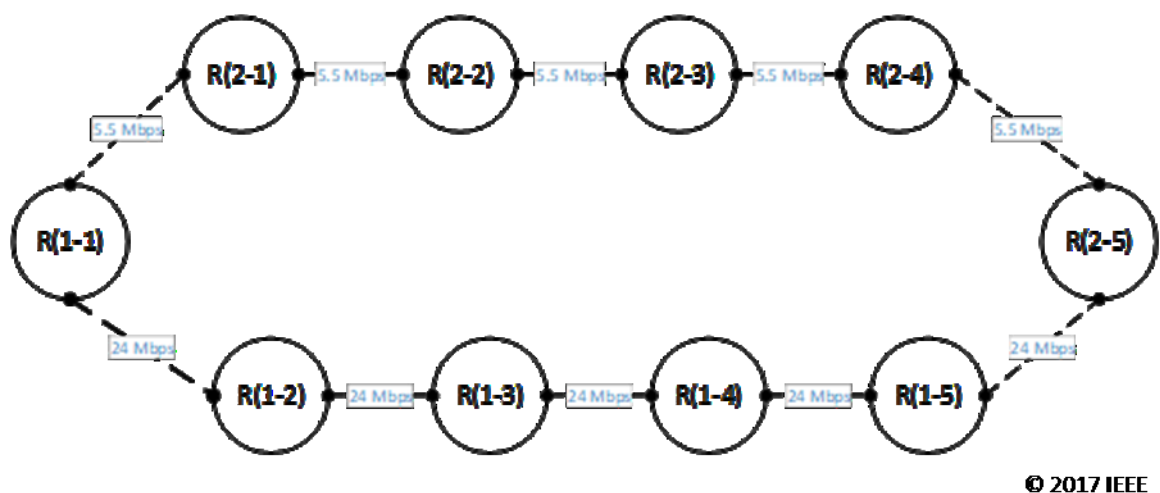 R(2-1) 5.5 Mbps R(2-2) 5.5 Mbps R(2-3) 5.5 Mbps R(2-4)
5.5 Mbps 5.5 Mbps
R(1-1) R(2-5)
24 Mbps 24 Mbps
R(1-2) 24 Mbps R(1-3) 24 Mbps R(1-4) 24 Mbps R(1-5)
© 2017 IEEE